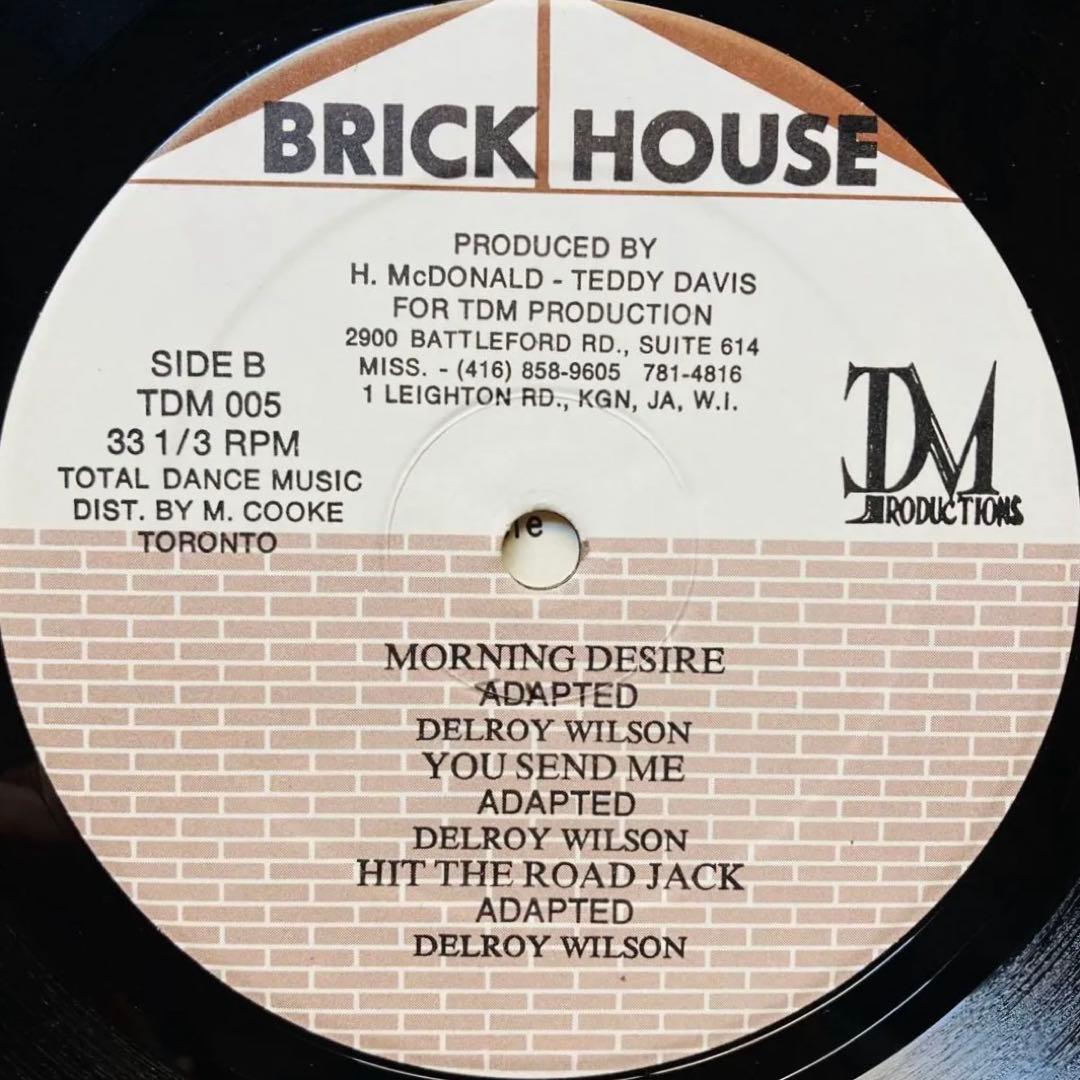 BRICK HOUSE
PRODUCED BY
H. McDONALD - TEDDY DAVIS
FOR TDM PRODUCTION
2900 BATTLEFORD RD., SUITE 614
MISS. - (416) 858-9605 781-4816
1 LEIGHTON RD., KGN, JA, W.I.
SIDE B
TDM 005
33 1/3 RPM
TOTAL DANCE MUSIC
DIST. BY M. COOKE
TORONTO
TDM
PRODUCTIONS
MORNING DESIRE
ADAPTED
DELROY WILSON
YOU SEND ME
ADAPTED
DELROY WILSON
HIT THE ROAD JACK
ADAPTED
DELROY WILSON